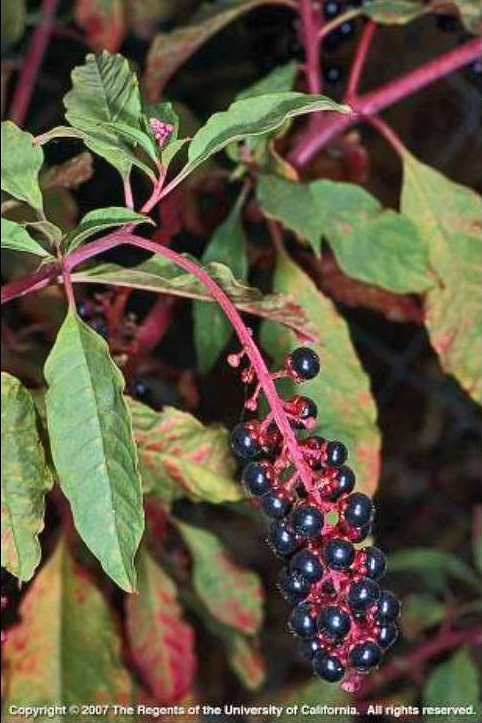 Copyright © 2007 The Regents of the University of California. All rights reserved.